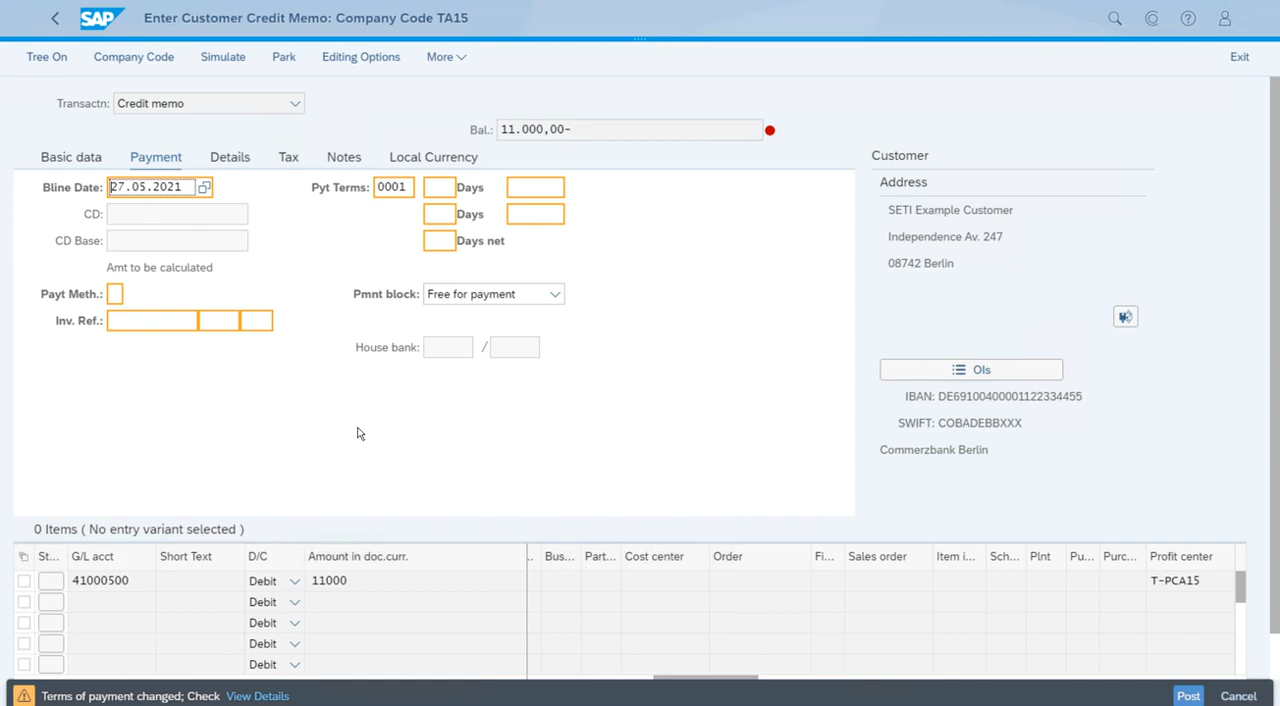 SAP Enter Customer Credit Memo: Company Code TA15
Tree On Company Code Simulate Park Editing Options More Exit
Transactn: Credit memo
Bal.: 11.000,00-
Basic data Payment Details Tax Notes Local Currency
Bline Date: 27.05.2021 Pyt Terms: 0001 Days
CD: Days
CD Base: Days net
Amt to be calculated
Payt Meth.: Pmnt block: Free for payment
Inv. Ref.:
House bank: /
Customer
Address
SETI Example Customer
Independence Av. 247
08742 Berlin
OIs
IBAN: DE69100400001122334455
SWIFT: COBADEBBXXX
Commerzbank Berlin
0 Items ( No entry variant selected )
St... G/L acct Short Text D/C Amount in doc.curr. .. Bus... Part... Cost center Order Fi... Sales order Item i... Sch... Plnt Pu... Purc... Profit center
41000500 Debit 11000 T-PCA15
Debit
Debit
Debit
Debit
Terms of payment changed; Check View Details Post Cancel